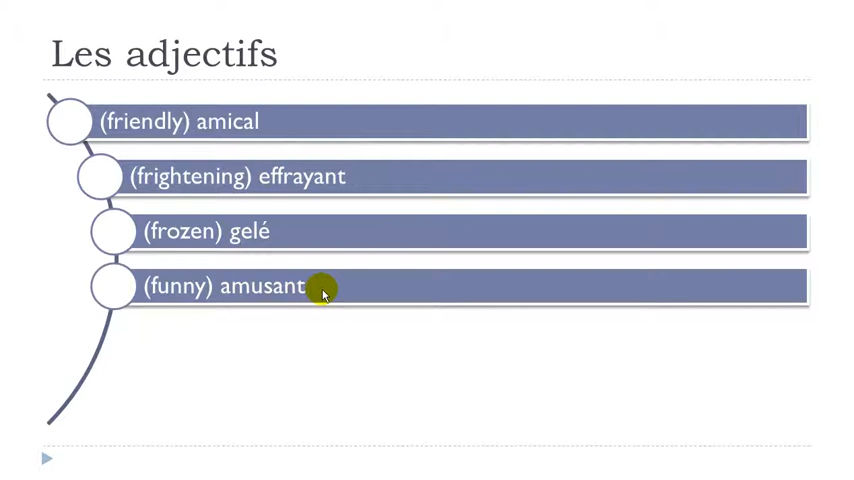 Les adjectifs
(friendly) amical
(frightening) effrayant
(frozen) gelé
(funny) amusant